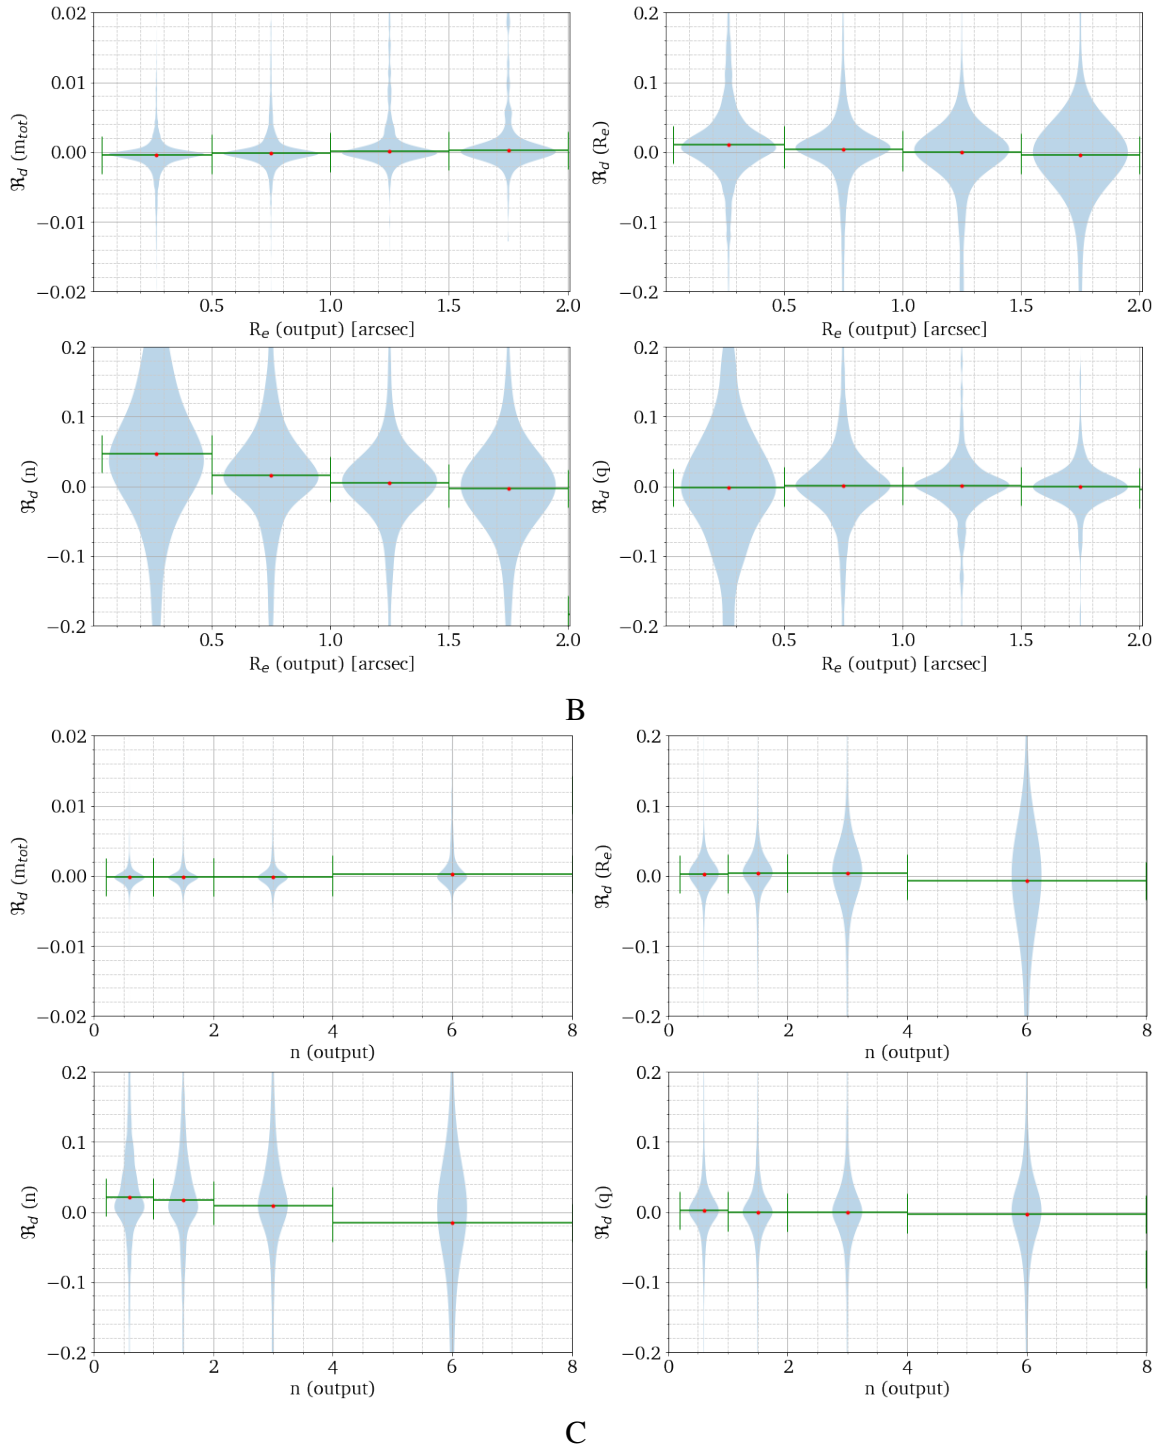 0.02
0.01
0.00
−0.01
−0.02
ℜd (mtot)
0.5 1.0 1.5 2.0
Re (output) [arcsec]
0.2
0.1
0.0
−0.1
−0.2
ℜd (Re)
0.5 1.0 1.5 2.0
Re (output) [arcsec]
0.2
0.1
0.0
−0.1
−0.2
ℜd (n)
0.5 1.0 1.5 2.0
Re (output) [arcsec]
0.2
0.1
0.0
−0.1
−0.2
ℜd (q)
0.5 1.0 1.5 2.0
Re (output) [arcsec]
B
0.02
0.01
0.00
−0.01
−0.02
ℜd (mtot)
0 2 4 6 8
n (output)
0.2
0.1
0.0
−0.1
−0.2
ℜd (Re)
0 2 4 6 8
n (output)
0.2
0.1
0.0
−0.1
−0.2
ℜd (n)
0 2 4 6 8
n (output)
0.2
0.1
0.0
−0.1
−0.2
ℜd (q)
0 2 4 6 8
n (output)
C